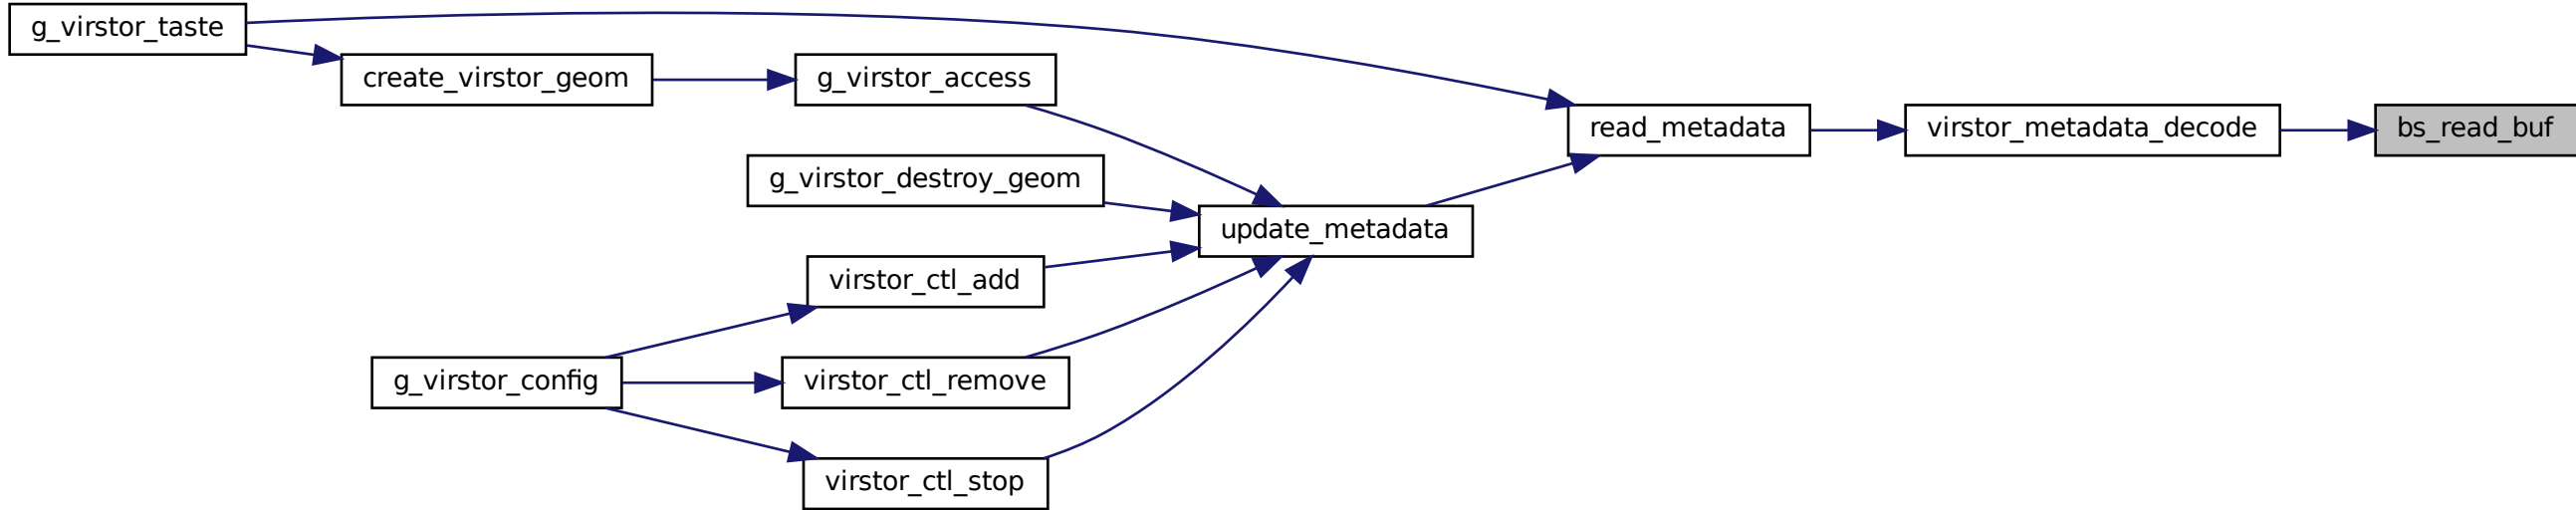 g_virstor_taste
create_virstor_geom
g_virstor_access
read_metadata
virstor_metadata_decode
bs_read_buf
g_virstor_destroy_geom
update_metadata
virstor_ctl_add
g_virstor_config
virstor_ctl_remove
virstor_ctl_stop